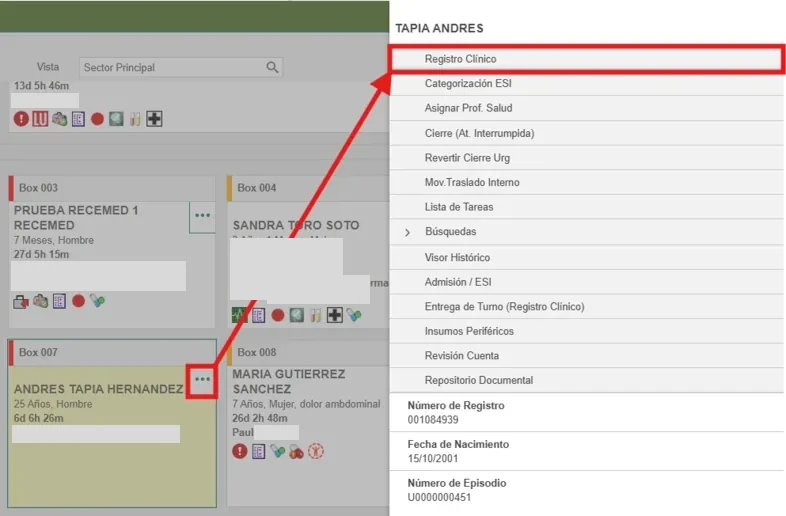 Vista
Sector Principal
13d 5h 46m
Box 003
PRUEBA RECEMED 1
RECEMED
7 Meses, Hombre
27d 5h 15m
Box 004
SANDRA TORO SOTO
Box 007
ANDRES TAPIA HERNANDEZ
25 Años, Hombre
6d 6h 26m
Box 008
MARIA GUTIERREZ
SANCHEZ
7 Años, Mujer, dolor ambdominal
26d 2h 48m
Paul
TAPIA ANDRES
Registro Clínico
Categorización ESI
Asignar Prof. Salud
Cierre (At. Interrumpida)
Revertir Cierre Urg
Mov.Traslado Interno
Lista de Tareas
Búsquedas
Visor Histórico
Admisión / ESI
Entrega de Turno (Registro Clínico)
Insumos Periféricos
Revisión Cuenta
Repositorio Documental
Número de Registro
001084939
Fecha de Nacimiento
15/10/2001
Número de Episodio
U0000000451